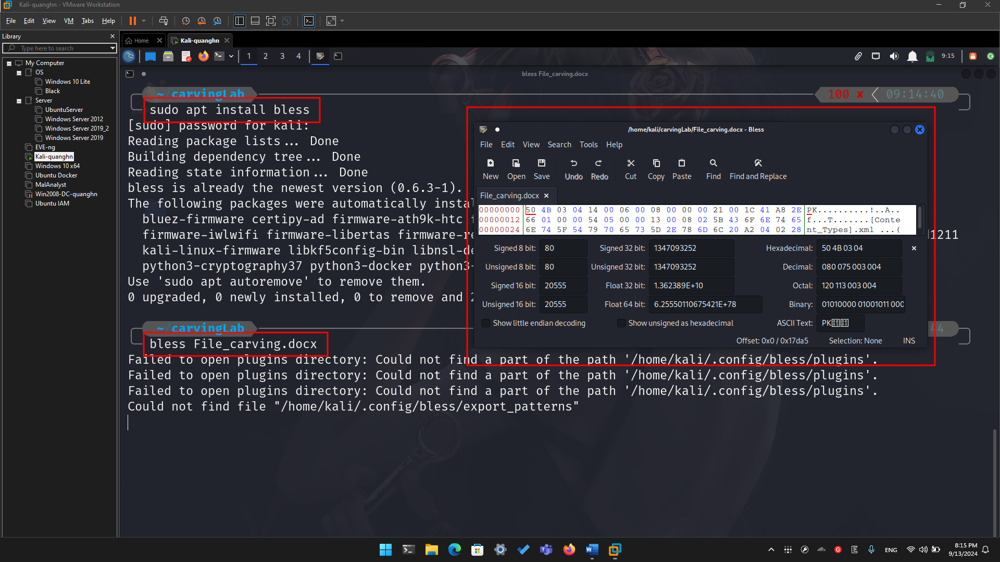 Kali-quanghn - VMware Workstation
File Edit View VM Tabs Help
Library
Type here to search
My Computer
OS
Windows 10 Lite
Black
Server
UbuntuServer
Windows Server 2012
Windows Server 2019_2
Windows Server 2019
EVE-ng
Kali-quanghn
Windows 10 x64
Ubuntu Docker
MalAnalyst
Win2008-DC-quanghn
Ubuntu IAM
Home
Kali-quanghn
1 2 3 4
9:15
bless File_carving.docx
~/carvingLab
100 ✘ 09:14:40
sudo apt install bless
[sudo] password for kali:
Reading package lists... Done
Building dependency tree... Done
Reading state information... Done
bless is already the newest version (0.6.3-1).
The following packages were automatically instal
bluez-firmware certipy-ad firmware-ath9k-htc
firmware-iwlwifi firmware-libertas firmware-re
1211
kali-linux-firmware libkf5config-bin libnsl-de
python3-cryptography37 python3-docker python3-
Use 'sudo apt autoremove' to remove them.
0 upgraded, 0 newly installed, 0 to remove and 2
~/carvingLab
44
bless File_carving.docx
Failed to open plugins directory: Could not find a part of the path '/home/kali/.config/bless/plugins'.
Failed to open plugins directory: Could not find a part of the path '/home/kali/.config/bless/plugins'.
Failed to open plugins directory: Could not find a part of the path '/home/kali/.config/bless/plugins'.
Could not find file "/home/kali/.config/bless/export_patterns"
/home/kali/carvingLab/File_carving.docx - Bless
File Edit View Search Tools Help
New Open Save Undo Redo Cut Copy Paste Find Find and Replace
File_carving.docx
00000000 50 4B 03 04 14 00 06 00 08 00 00 00 21 00 1C 41 A8 2E PK..........!..A..
00000012 66 01 00 00 54 05 00 00 13 00 08 02 5B 43 6F 6E 74 65 f...T.......[Conte
00000024 6E 74 5F 54 79 70 65 73 5D 2E 78 6D 6C 20 A2 04 02 28 nt_Types].xml ...(
Signed 8 bit: 80 Signed 32 bit: 1347093252 Hexadecimal: 50 4B 03 04
Unsigned 8 bit: 80 Unsigned 32 bit: 1347093252 Decimal: 080 075 003 004
Signed 16 bit: 20555 Float 32 bit: 1.362389E+10 Octal: 120 113 003 004
Unsigned 16 bit: 20555 Float 64 bit: 6.25550110675421E+78 Binary: 01010000 01001011 000
Show little endian decoding Show unsigned as hexadecimal ASCII Text: PK
Offset: 0x0 / 0x17da5 Selection: None INS
ENG
8:15 PM
9/13/2024